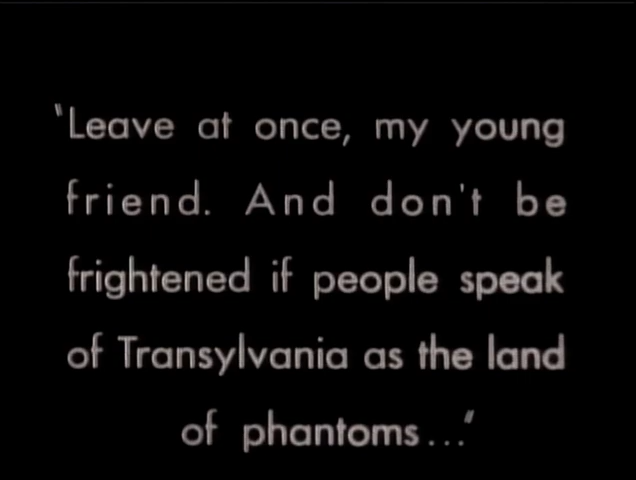 "Leave at once, my young
friend. And don't be
frightened if people speak
of Transylvania as the land
of phantoms..."